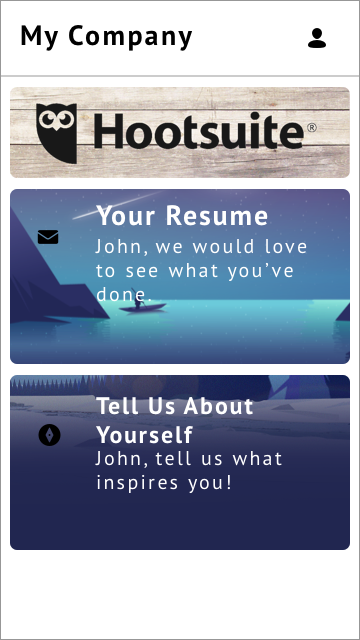 My Company
Hootsuite®
Your Resume
John, we would love
to see what you’ve
done.
Tell Us About
Yourself
John, tell us what
inspires you!